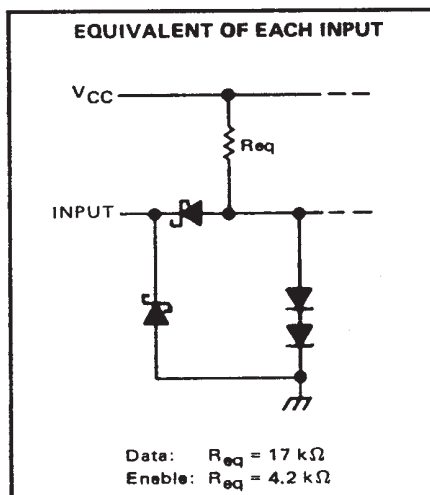 EQUIVALENT OF EACH INPUT
VCC
Req
INPUT
Data: Req = 17 kΩ
Enable: Req = 4.2 kΩ